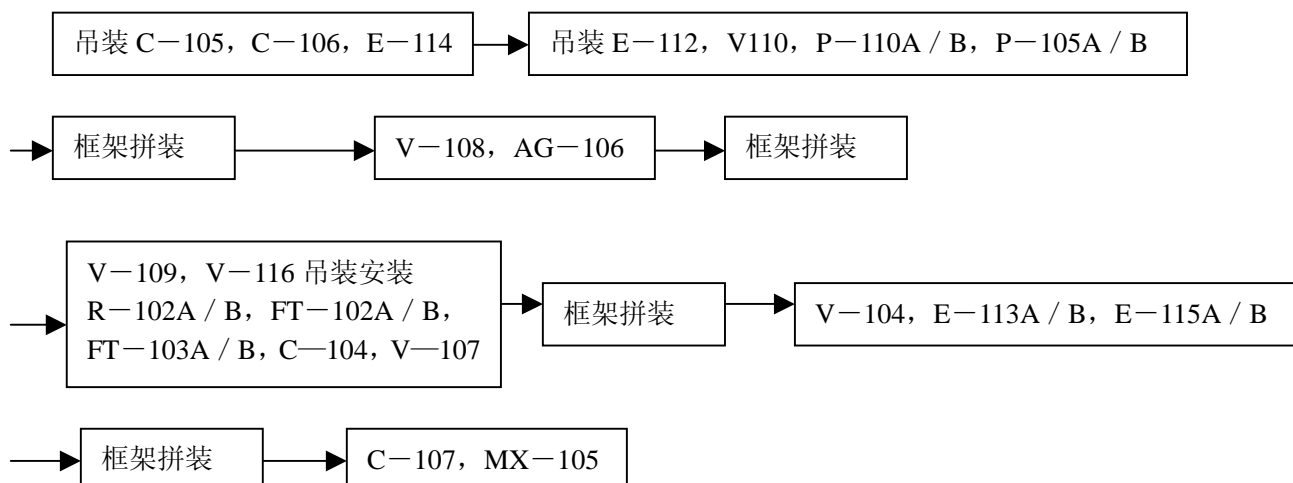 吊装 C－105，C－106，E－114
吊装 E－112，V110，P－110A / B，P－105A / B
框架拼装
V－108，AG－106
框架拼装
V－109，V－116 吊装安装
R－102A / B，FT－102A / B，
FT－103A / B，C—104，V—107
框架拼装
V－104，E－113A / B，E－115A / B
框架拼装
C－107，MX－105